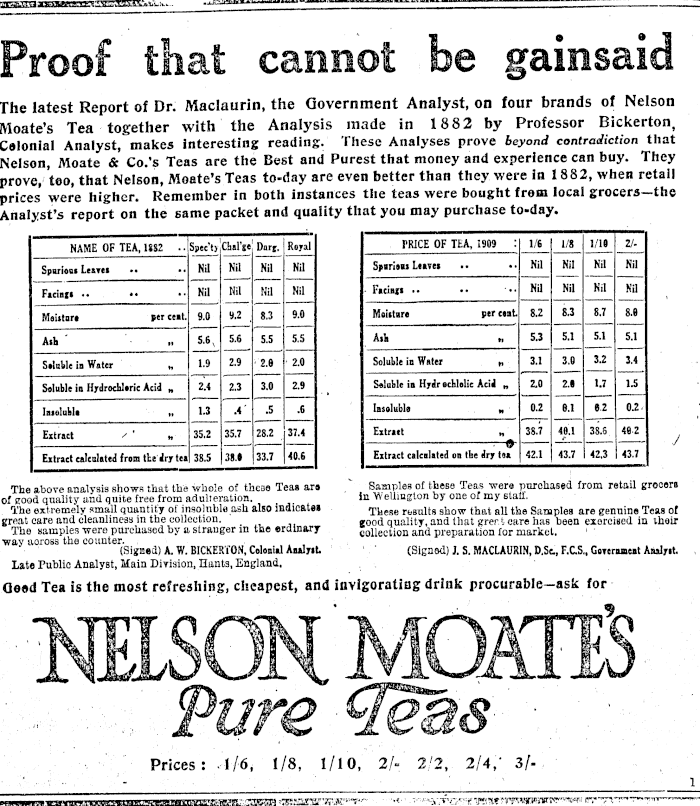 Proof that cannot be gainsaid
The latest Report of Dr. Maclaurin, the Government Analyst, on four brands of Nelson
Moate's Tea together with the Analysis made in 1882 by Professor Bickerton,
Colonial Analyst, makes interesting reading. These Analyses prove beyond contradiction that
Nelson, Moate & Co.'s Teas are the Best and Purest that money and experience can buy. They
prove, too, that Nelson, Moate's Teas to-day are even better than they were in 1882, when retail
prices were higher. Remember in both instances the teas were bought from local grocers—the
Analyst's report on the same packet and quality that you may purchase to-day.
NAME OF TEA, 1882 .. Spec'ty Chal'ge Darg. Royal
Spurious Leaves .. .. Nil Nil Nil Nil
Facings .. .. .. Nil Nil Nil Nil
Moisture per cent. 9.0 9.2 8.3 9.0
Ash „ 5.6 5.6 5.5 5.5
Soluble in Water „ 1.9 2.9 2.0 2.0
Soluble in Hydrochloric Acid „ 2.4 2.3 3.0 2.9
Insoluble „ 1.3 .4 .5 .6
Extract „ 35.2 35.7 28.2 37.4
Extract calculated from the dry tea 38.5 38.0 33.7 40.6
The above analysis shows that the whole of these Teas are
of good quality and quite free from adulteration.
The extremely small quantity of insoluble ash also indicates
great care and cleanliness in the collection.
The samples were purchased by a stranger in the ordinary
way across the counter.
(Signed) A. W. BICKERTON, Colonial Analyst.
Late Public Analyst, Main Division, Hants, England.
PRICE OF TEA, 1909 : 1/6 1/8 1/10 2/-
Spurious Leaves .. .. Nil Nil Nil Nil
Facings .. .. .. Nil Nil Nil Nil
Moisture per cent. 8.2 8.3 8.7 8.0
Ash „ 5.3 5.1 5.1 5.1
Soluble in Water „ 3.1 3.0 3.2 3.4
Soluble in Hydrochlolic Acid „ 2.0 2.0 1.7 1.5
Insoluble „ 0.2 0.1 0.2 0.2
Extract „ 38.7 40.1 38.6 40.2
Extract calculated on the dry tea 42.1 43.7 42.3 43.7
Samples of these Teas were purchased from retail grocers
in Wellington by one of my staff.
These results show that all the Samples are genuine Teas of
good quality, and that great care has been exercised in their
collection and preparation for market.
(Signed) J. S. MACLAURIN, D.Sc., F.C.S., Government Analyst.
Good Tea is the most refreshing, cheapest, and invigorating drink procurable—ask for
NELSON MOATE'S
Pure Teas
Prices : 1/6, 1/8, 1/10, 2/- 2/2, 2/4, 3/-
1